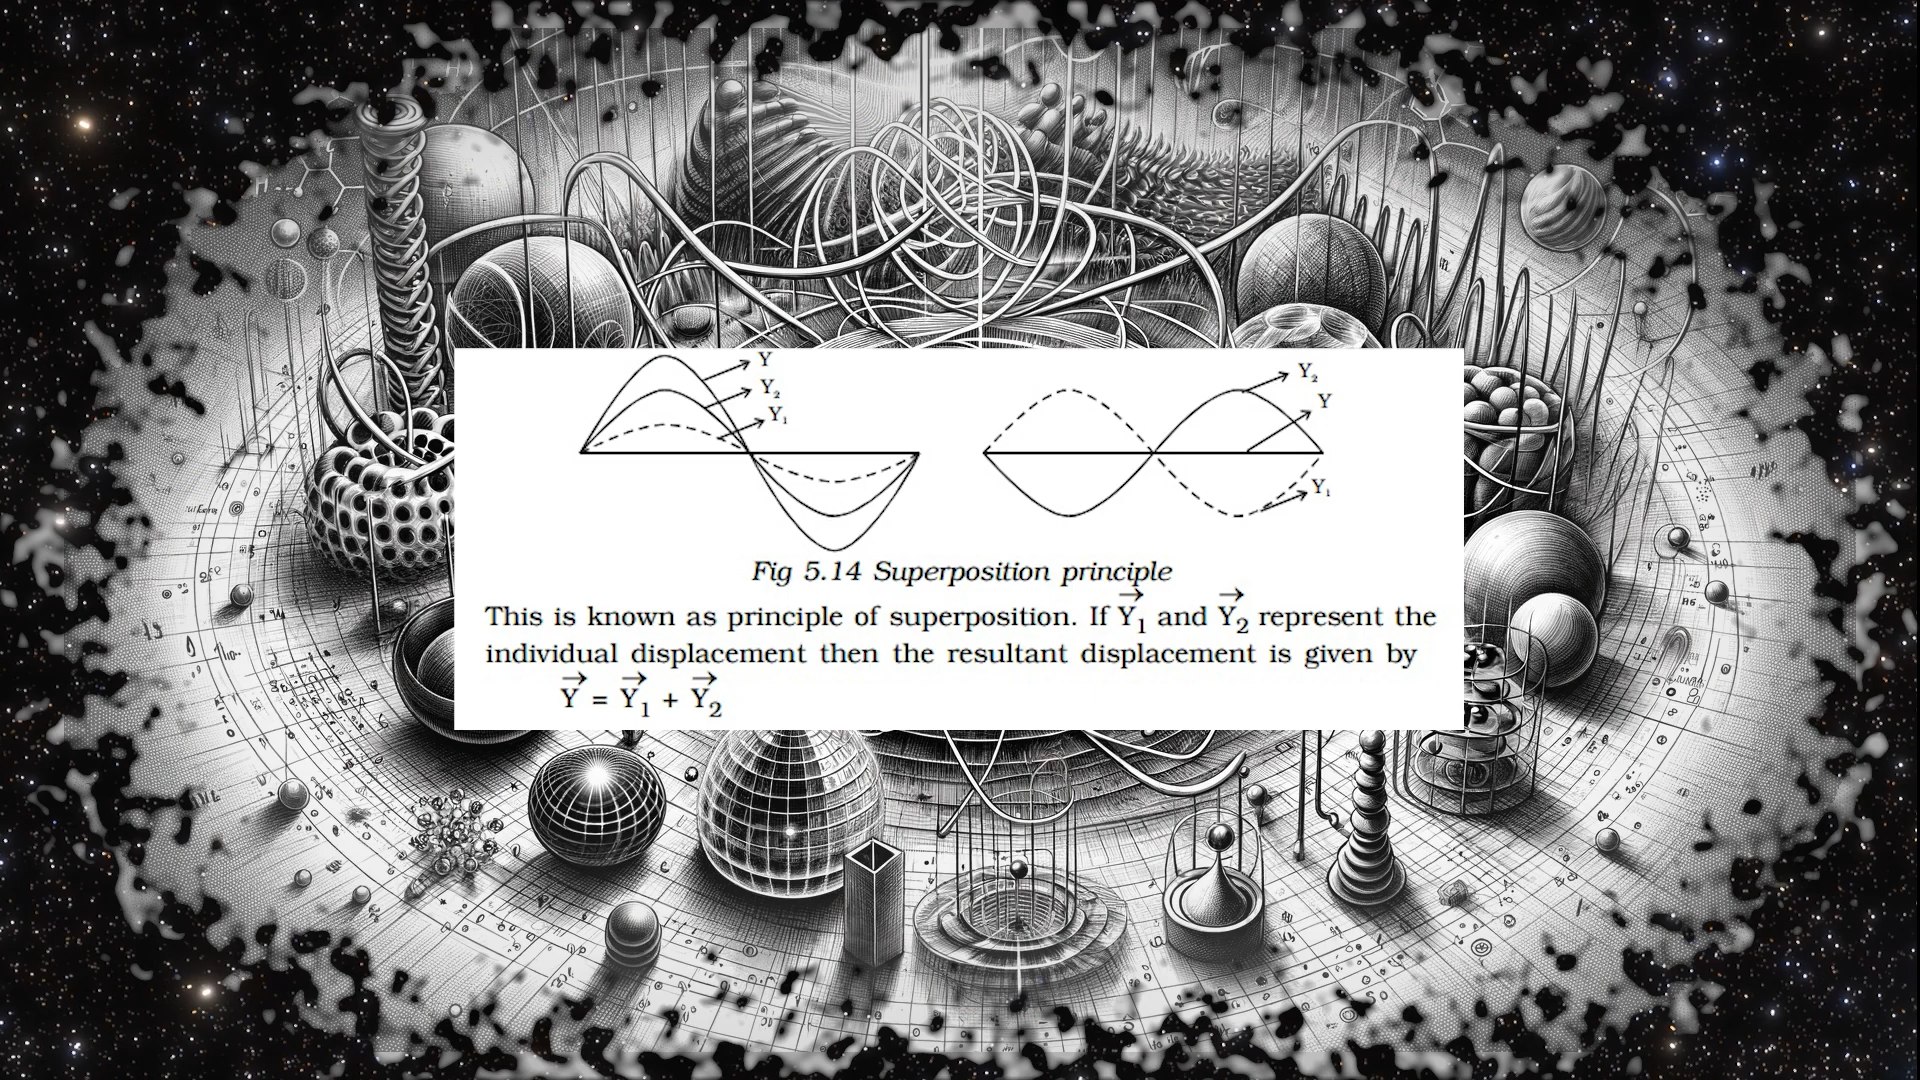 Y
Y₂
Y₁
Y₂
Y
Y₁
Fig 5.14 Superposition principle
This is known as principle of superposition. If Y⃗₁ and Y⃗₂ represent the
individual displacement then the resultant displacement is given by
Y⃗ = Y⃗₁ + Y⃗₂